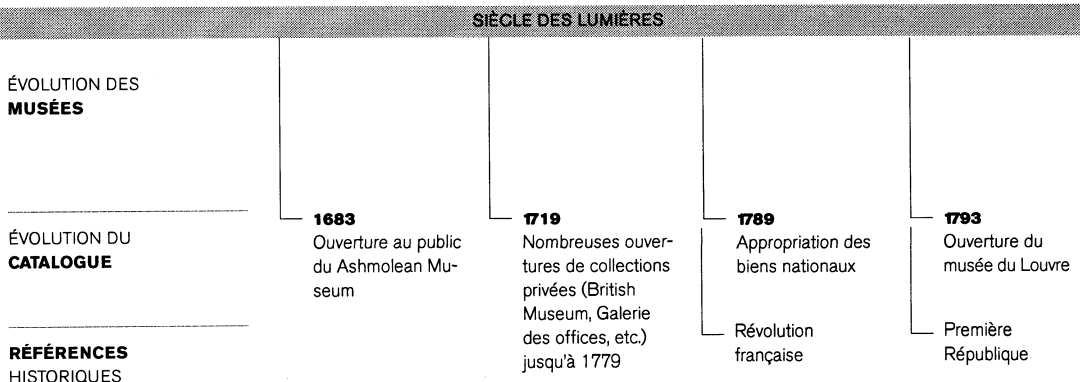 SIÈCLE DES LUMIÈRES
ÉVOLUTION DES
MUSÉES
ÉVOLUTION DU
CATALOGUE
RÉFÉRENCES
HISTORIQUES
1683
Ouverture au public
du Ashmolean Mu-
seum
1719
Nombreuses ouver-
tures de collections
privées (British
Museum, Galerie
des offices, etc.)
jusqu'à 1779
1789
Appropriation des
biens nationaux
Révolution
française
1793
Ouverture du
musée du Louvre
Première
République